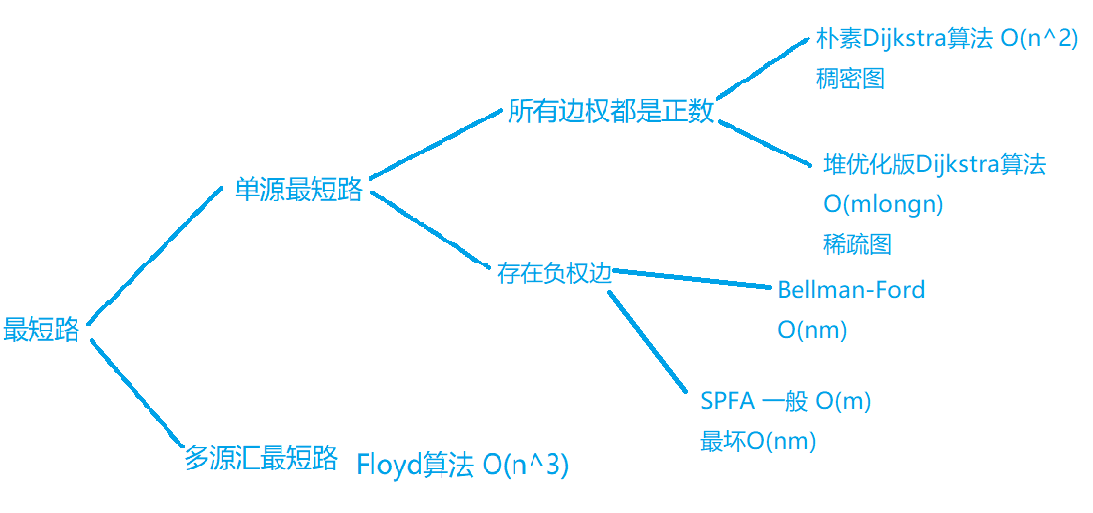 朴素Dijkstra算法 O(n^2)
稠密图
所有边权都是正数
堆优化版Dijkstra算法
O(mlongn)
稀疏图
单源最短路
存在负权边
Bellman-Ford
O(nm)
最短路
SPFA 一般 O(m)
最坏O(nm)
多源汇最短路 Floyd算法 O(n^3)